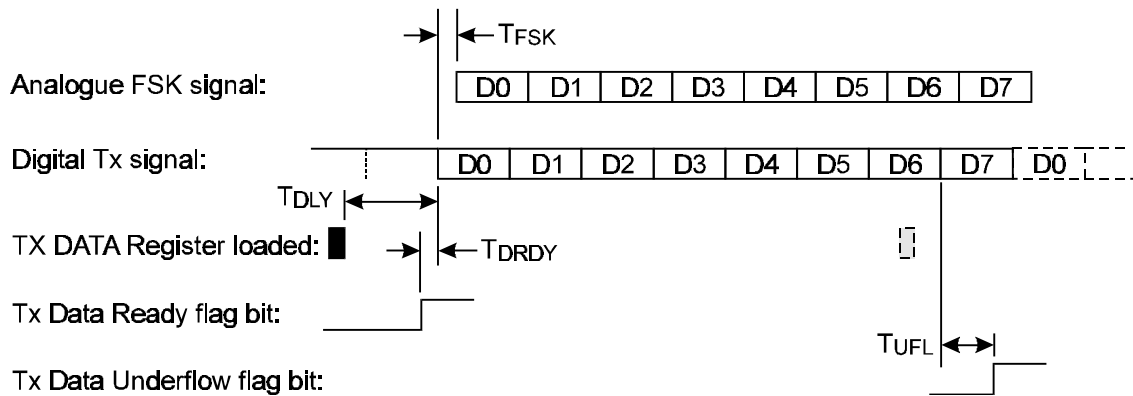 TFSK
Analogue FSK signal: D0 D1 D2 D3 D4 D5 D6 D7
Digital Tx signal: D0 D1 D2 D3 D4 D5 D6 D7 D0
TDLY
TX DATA Register loaded: TDRDY
Tx Data Ready flag bit:
TUFL
Tx Data Underflow flag bit: